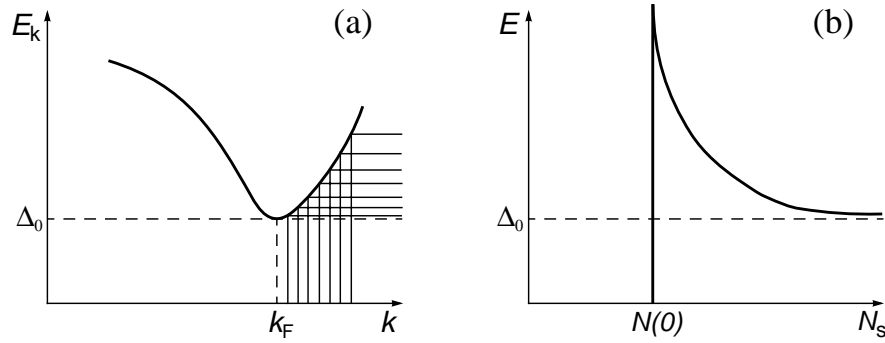 E_k
(a)
Δ_0
k_F
k
E
(b)
Δ_0
N(0)
N_s